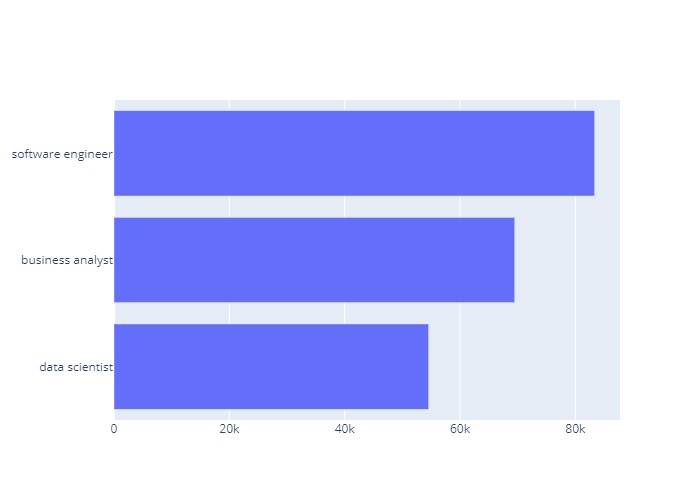 software engineer
business analyst
data scientist
0 20k 40k 60k 80k